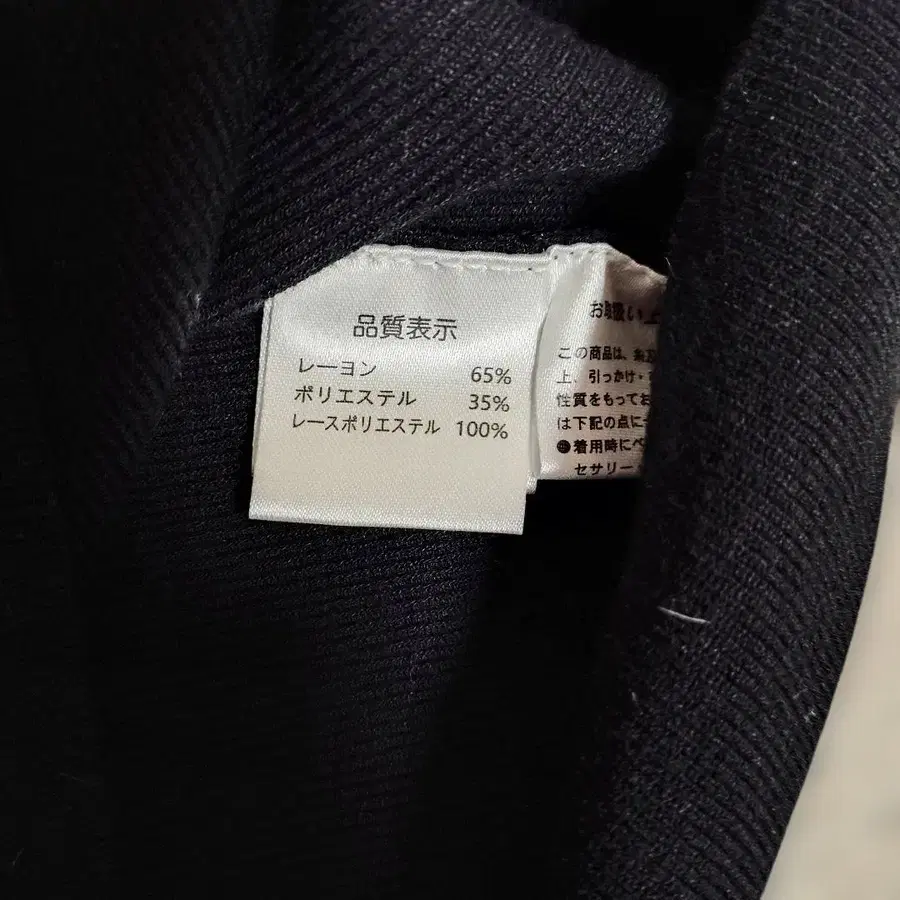 品質表示
レーヨン 65%
ポリエステル 35%
レースポリエステル 100%
お取扱い上
この商品は、
上、引っかけ・
性質をもってお
は下記の点に
●着用時にベ
セサリー